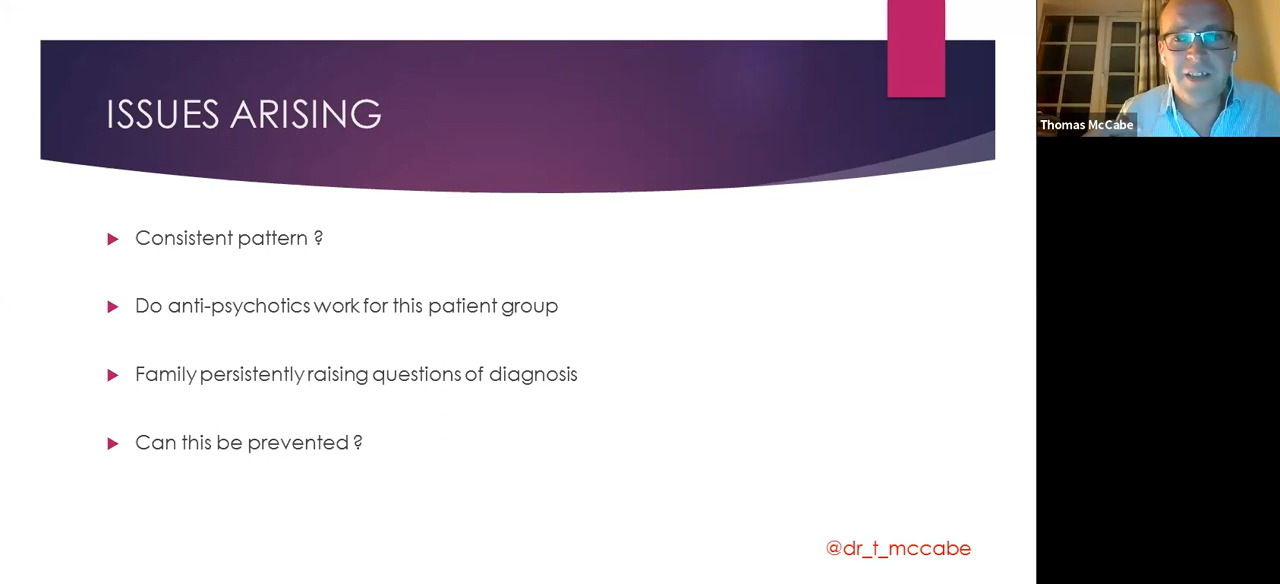 ISSUES ARISING
Thomas McCabe
Consistent pattern ?
Do anti-psychotics work for this patient group
Family persistently raising questions of diagnosis
Can this be prevented ?
@dr_t_mccabe